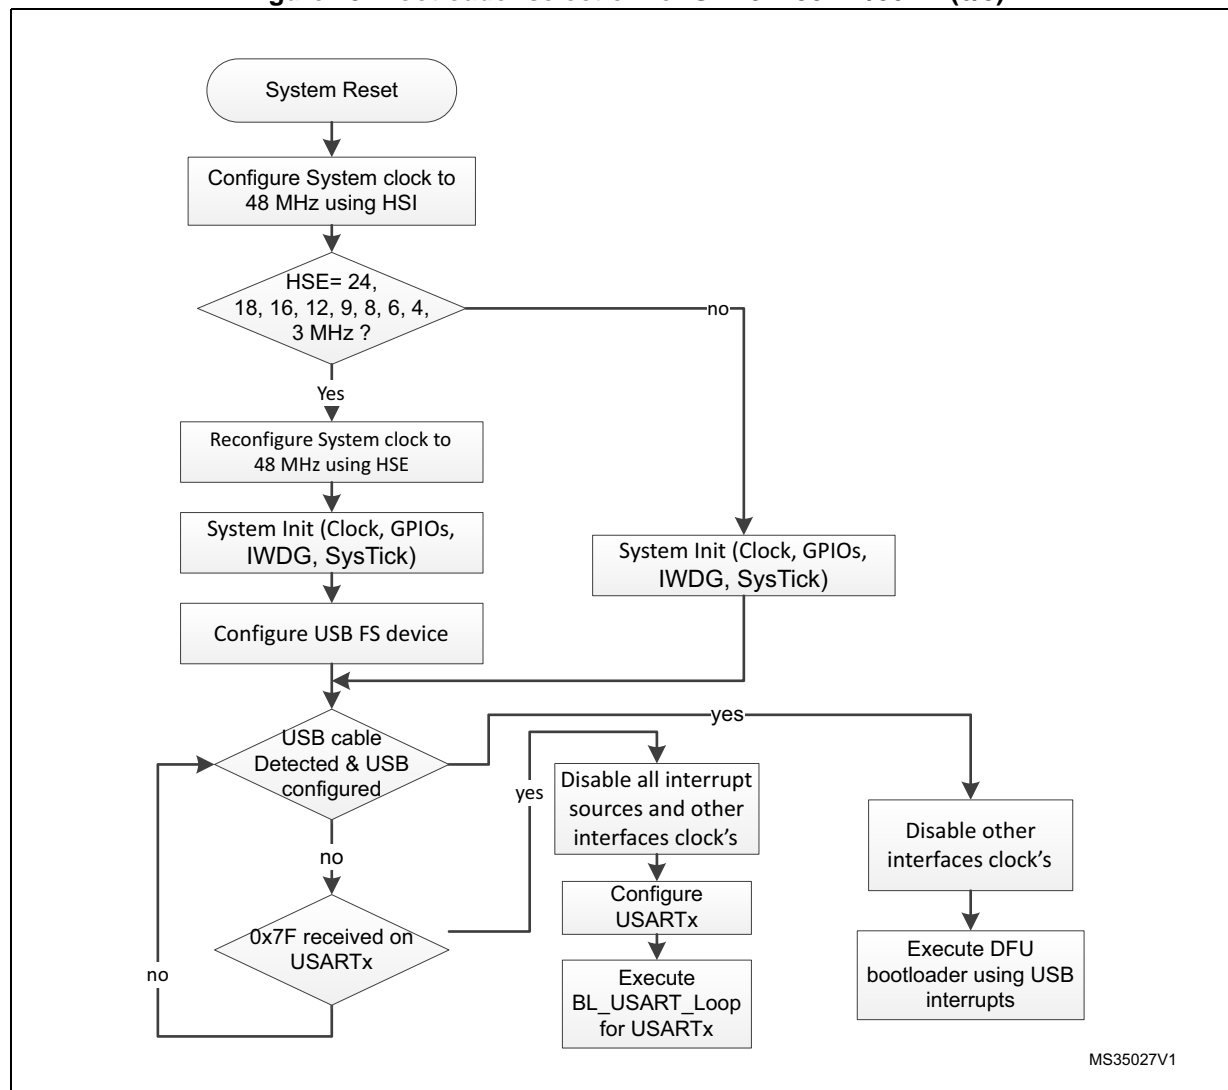 System Reset
Configure System clock to
48 MHz using HSI
HSE= 24,
18, 16, 12, 9, 8, 6, 4,
3 MHz ?
no
Yes
Reconfigure System clock to
48 MHz using HSE
System Init (Clock, GPIOs,
IWDG, SysTick)
System Init (Clock, GPIOs,
IWDG, SysTick)
Configure USB FS device
yes
USB cable
Detected & USB
configured
yes
Disable all interrupt
sources and other
interfaces clock's
Disable other
interfaces clock's
no
Configure
USARTx
0x7F received on
USARTx
no
Execute
BL_USART_Loop
for USARTx
Execute DFU
bootloader using USB
interrupts
MS35027V1